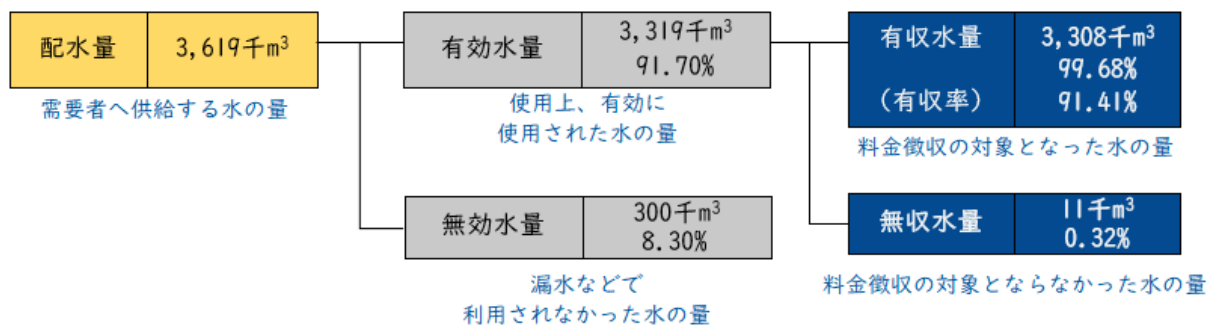 配水量 3,619千m³
需要者へ供給する水の量
有効水量 3,319千m³
91.70%
使用上、有効に
使用された水の量
無効水量 300千m³
8.30%
漏水などで
利用されなかった水の量
有収水量 3,308千m³
99.68%
（有収率） 91.41%
料金徴収の対象となった水の量
無収水量 11千m³
0.32%
料金徴収の対象とならなかった水の量